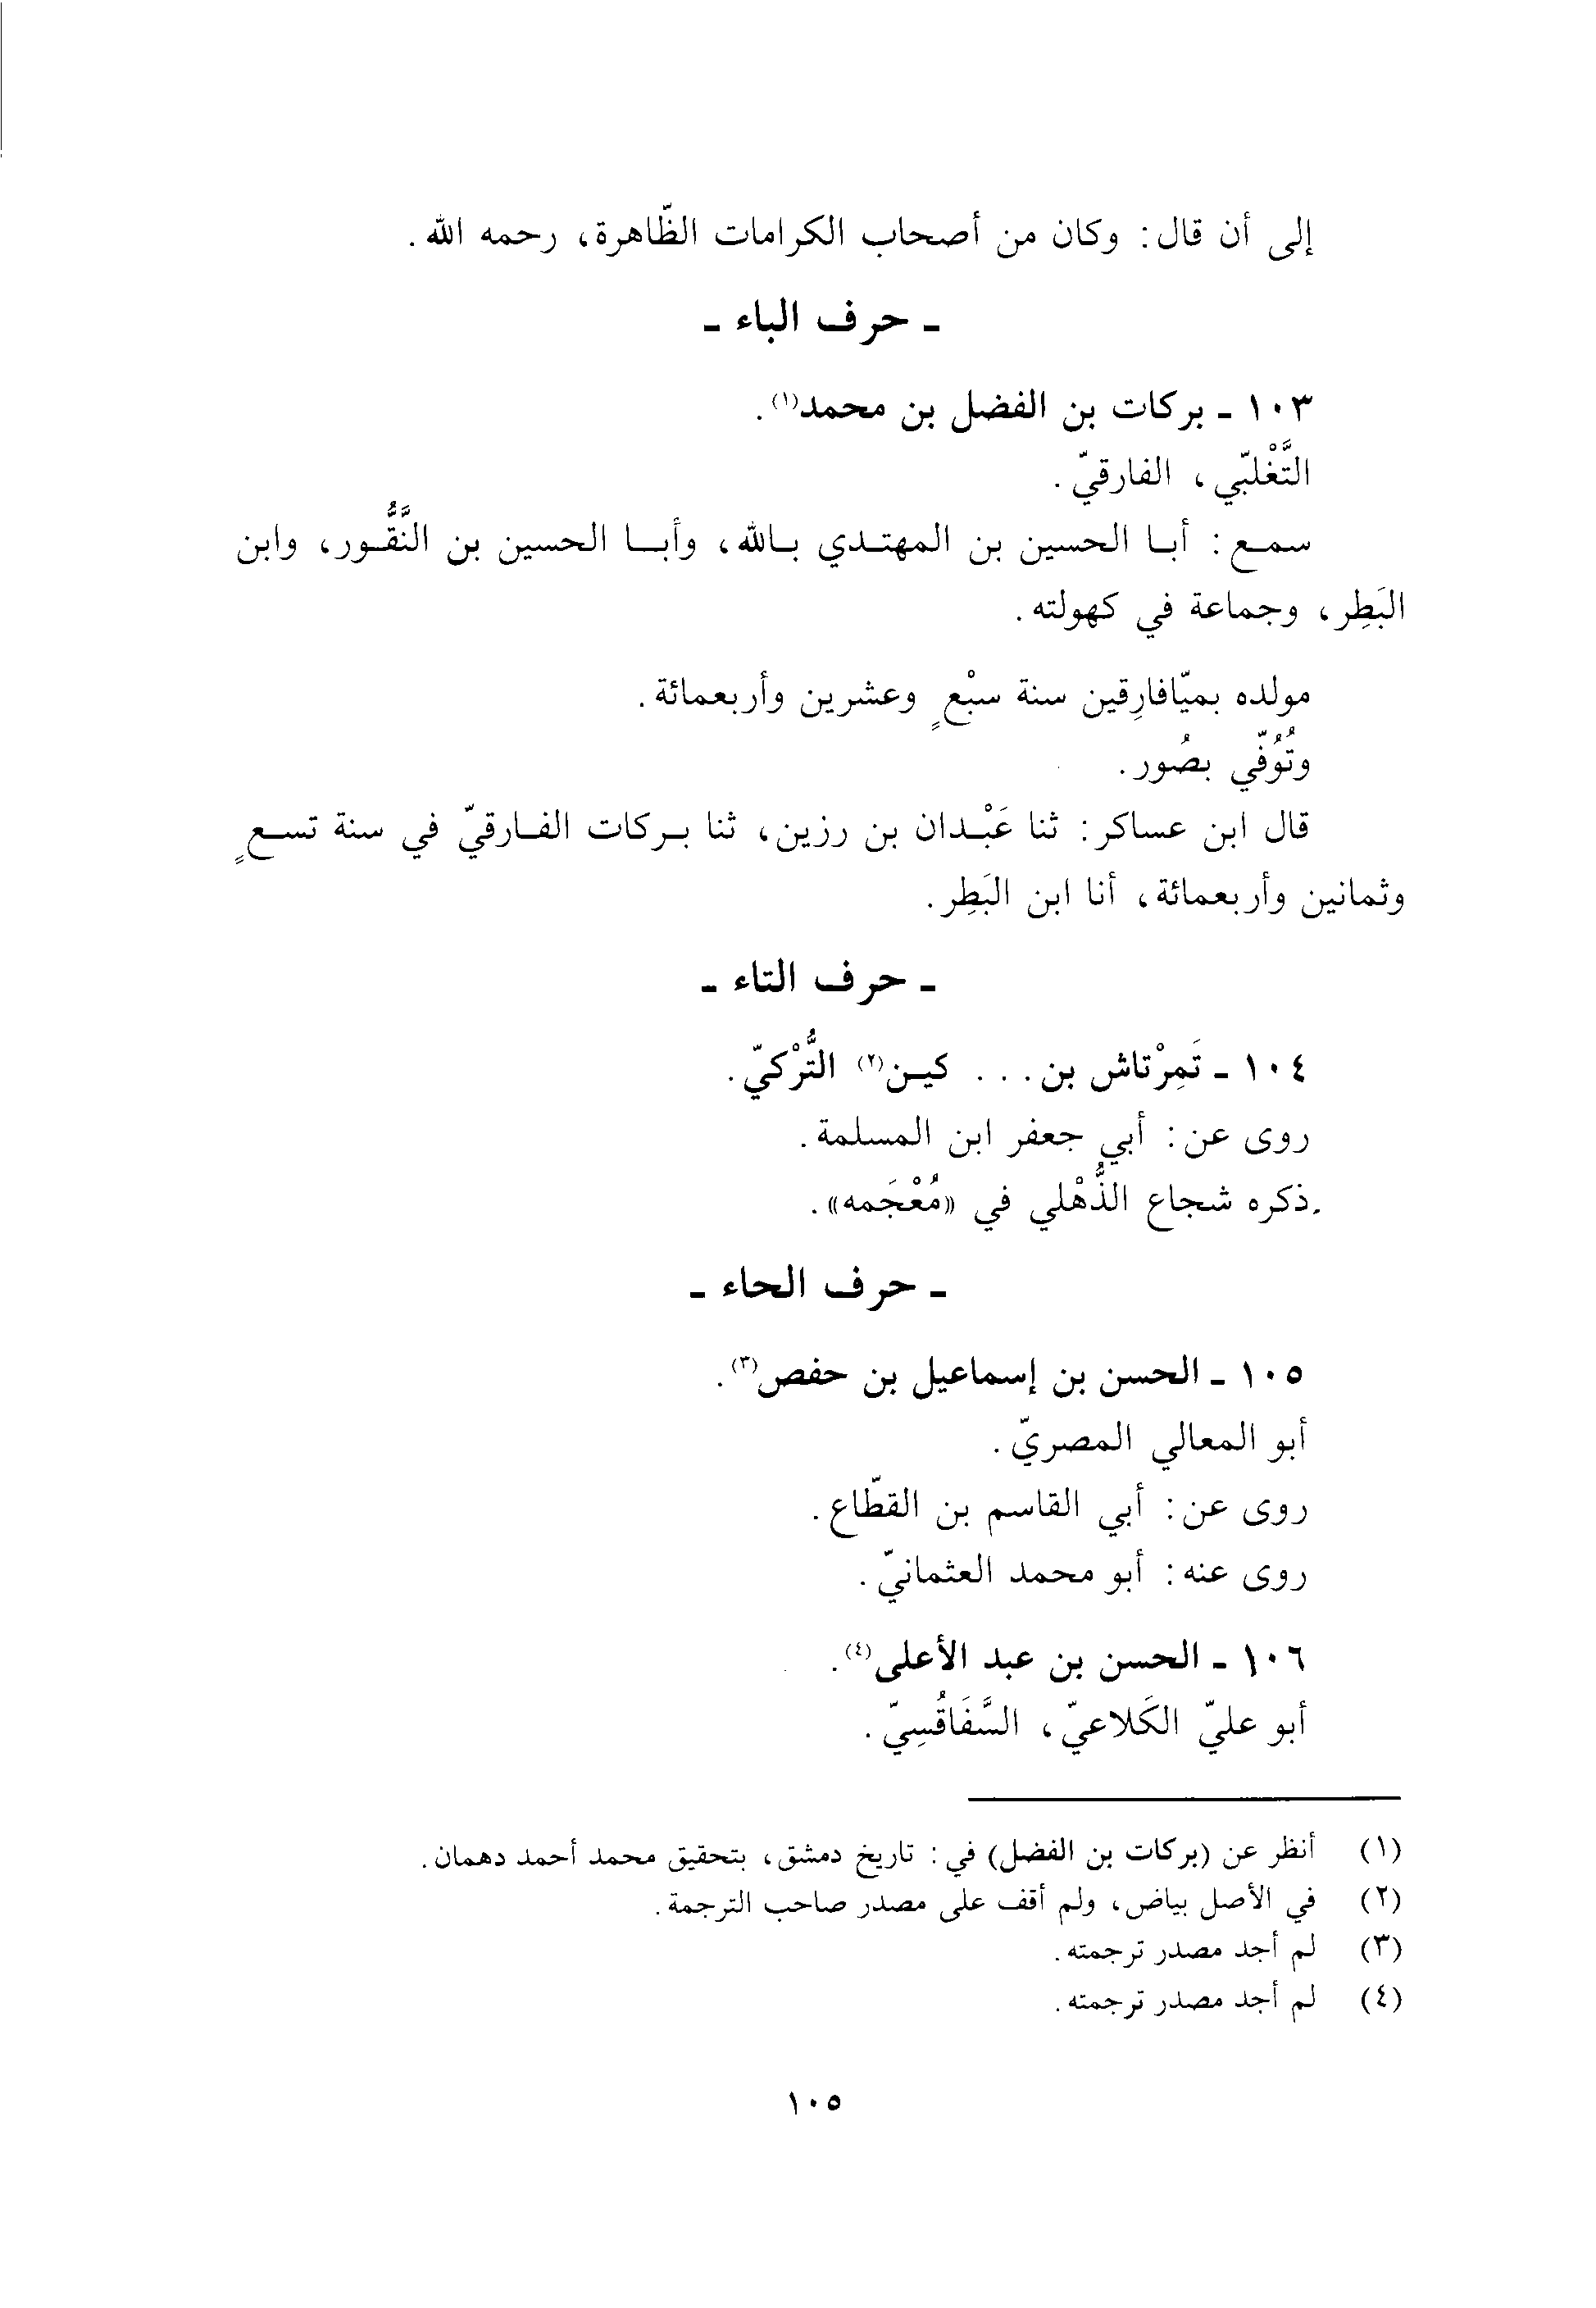 إلى أن قال: وكان من أصحاب الكرامات الظّاهرة، رحمه الله.
ـ حرف الباء ـ
١٠٣ ـ بركات بن الفضل بن محمد(١).
التَّغْلبّي، الفارقيّ.
سمع: أبا الحسين بن المهتدي بالله، وأبا الحسين بن النَّقُّور، وابن
البَطِر، وجماعة في كهولته.
مولده بميّافارِقين سنة سبْعٍ وعشرين وأربعمائة.
وتُوُفّي بصُور.
قال ابن عساكر: ثنا عَبْدان بن رزين، ثنا بركات الفارقيّ في سنة تسعٍ
وثمانين وأربعمائة، أنا ابن البَطِر.
ـ حرف التاء ـ
١٠٤ ـ تَمِرْتاش بن... كين(٢) التُّرْكيّ.
روى عن: أبي جعفر ابن المسلمة.
ذكره شجاع الذُّهْلي في «مُعْجَمه».
ـ حرف الحاء ـ
١٠٥ ـ الحسن بن إسماعيل بن حفص(٣).
أبو المعالي المصريّ.
روى عن: أبي القاسم بن القطّاع.
روى عنه: أبو محمد العثمانيّ.
١٠٦ ـ الحسن بن عبد الأعلى(٤).
أبو عليّ الكَلاعيّ، السَّفَاقُسِيّ.
(١) أنظر عن (بركات بن الفضل) في: تاريخ دمشق، بتحقيق محمد أحمد دهمان.
(٢) في الأصل بياض، ولم أقف على مصدر صاحب الترجمة.
(٣) لم أجد مصدر ترجمته.
(٤) لم أجد مصدر ترجمته.
١٠٥